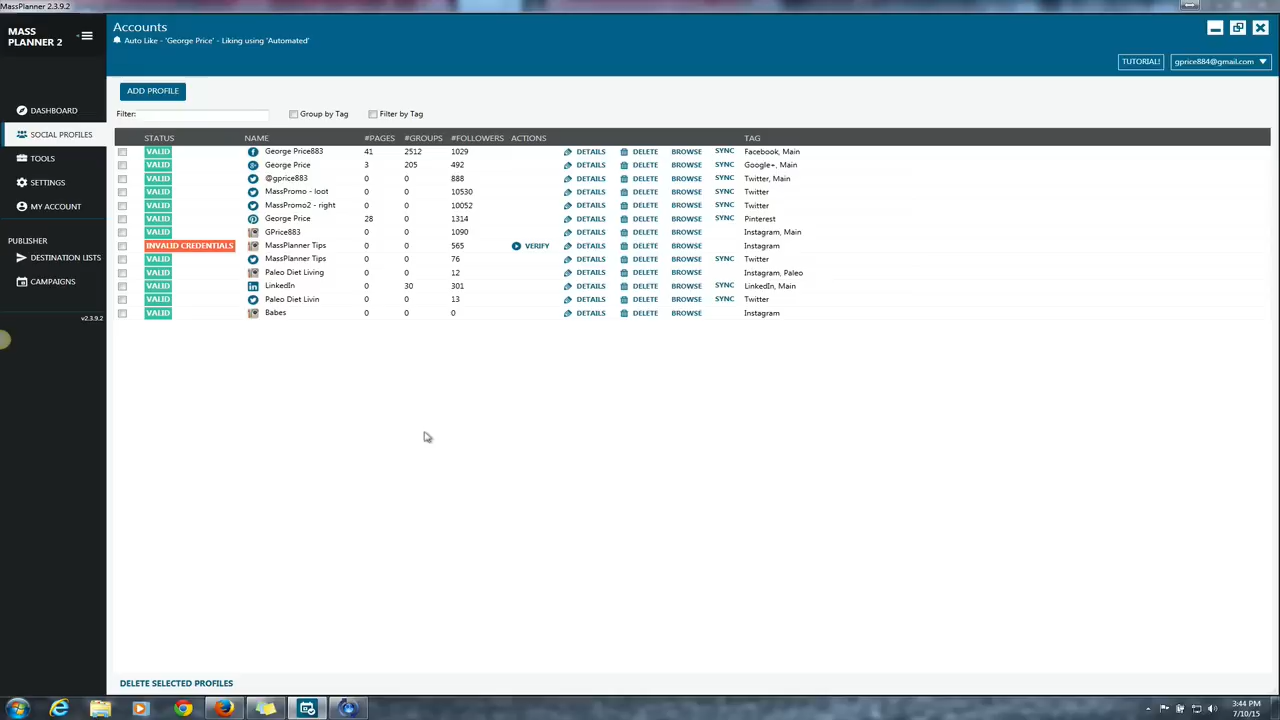 MassPlanner 2.3.9.2
MASS PLANNER 2
Accounts
Auto Like - 'George Price' - Liking using 'Automated'
TUTORIAL!
gprice884@gmail.com
DASHBOARD
SOCIAL PROFILES
TOOLS
SETTINGS
MY ACCOUNT
PUBLISHER
DESTINATION LISTS
CAMPAIGNS
v2.3.9.2
ADD PROFILE
Filter: Group by Tag Filter by Tag
STATUS NAME #PAGES #GROUPS #FOLLOWERS ACTIONS TAG
VALID George Price883 41 2512 1029 DETAILS DELETE BROWSE SYNC Facebook, Main
VALID George Price 3 205 492 DETAILS DELETE BROWSE SYNC Google+, Main
VALID @gprice883 0 0 888 DETAILS DELETE BROWSE SYNC Twitter, Main
VALID MassPromo - loot 0 0 10530 DETAILS DELETE BROWSE SYNC Twitter
VALID MassPromo2 - right 0 0 10052 DETAILS DELETE BROWSE SYNC Twitter
VALID George Price 28 0 1314 DETAILS DELETE BROWSE SYNC Pinterest
VALID GPrice883 0 0 1090 DETAILS DELETE BROWSE Instagram, Main
INVALID CREDENTIALS MassPlanner Tips 0 0 565 VERIFY DETAILS DELETE BROWSE Instagram
VALID MassPlanner Tips 0 0 76 DETAILS DELETE BROWSE SYNC Twitter
VALID Paleo Diet Living 0 0 12 DETAILS DELETE BROWSE Instagram, Paleo
VALID LinkedIn 0 30 301 DETAILS DELETE BROWSE SYNC LinkedIn, Main
VALID Paleo Diet Livin 0 0 13 DETAILS DELETE BROWSE SYNC Twitter
VALID Babes 0 0 0 DETAILS DELETE BROWSE Instagram
DELETE SELECTED PROFILES
3:44 PM
7/10/15